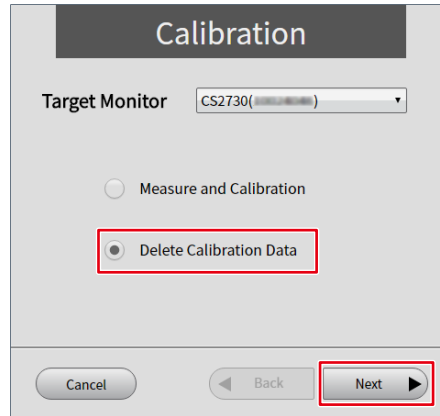 Calibration
Target Monitor
CS2730( )
Measure and Calibration
Delete Calibration Data
Cancel
Back
Next